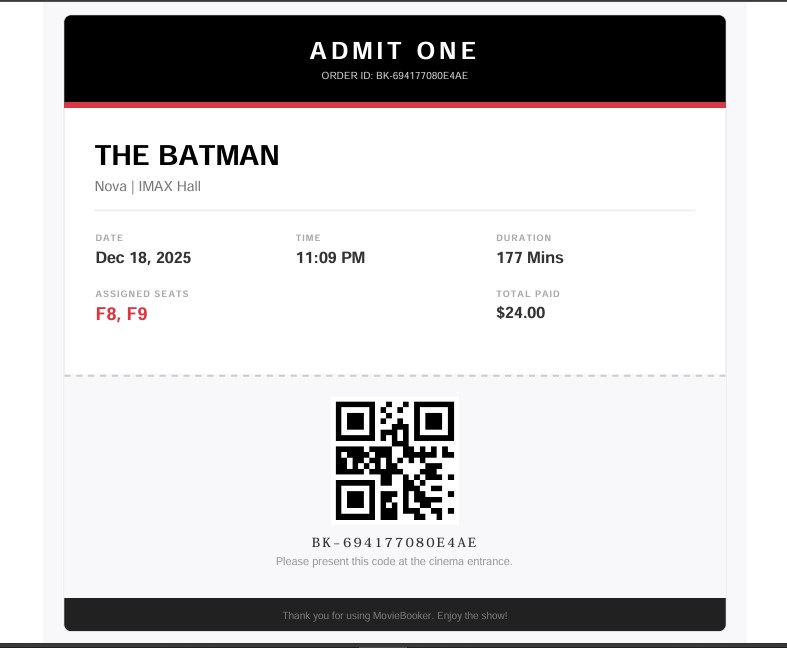 ADMIT ONE
ORDER ID: BK-694177080E4AE
THE BATMAN
Nova | IMAX Hall
DATE TIME DURATION
Dec 18, 2025 11:09 PM 177 Mins
ASSIGNED SEATS TOTAL PAID
F8, F9 $24.00
BK-694177080E4AE
Please present this code at the cinema entrance.
Thank you for using MovieBooker. Enjoy the show!